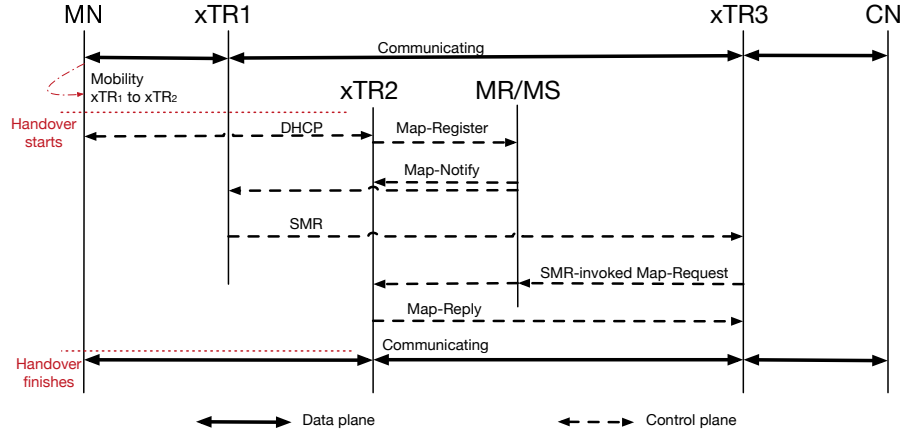 MN xTR1 xTR3 CN
Communicating
Mobility
xTR1 to xTR2
xTR2 MR/MS
Handover
starts
DHCP Map-Register
Map-Notify
SMR
SMR-invoked Map-Request
Map-Reply
Handover
finishes
Communicating
Data plane Control plane